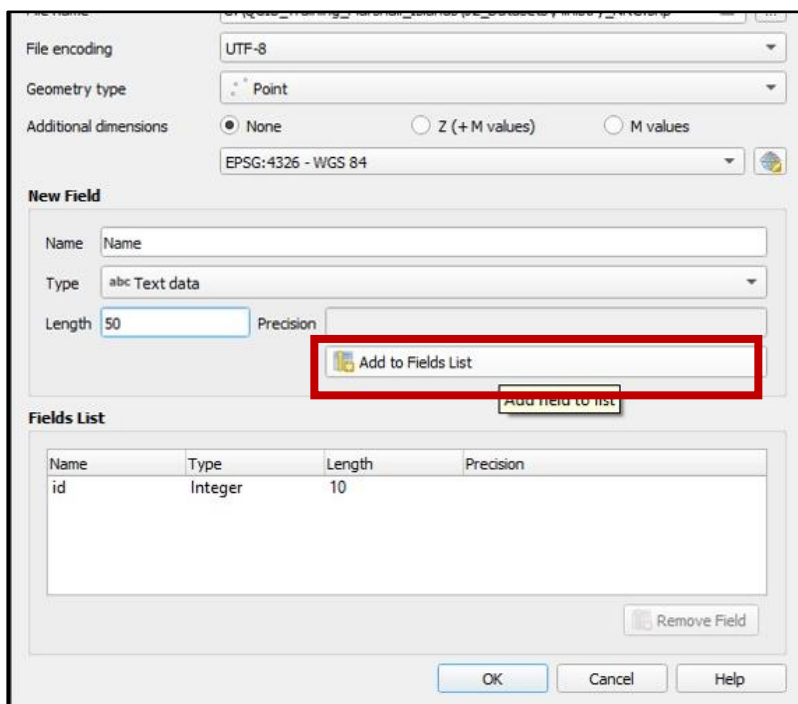 File encoding UTF-8
Geometry type Point
Additional dimensions None Z (+ M values) M values
EPSG:4326 - WGS 84
New Field
Name Name
Type abc Text data
Length 50 Precision
Add to Fields List
Add field to list
Fields List
Name Type Length Precision
id Integer 10
Remove Field
OK Cancel Help